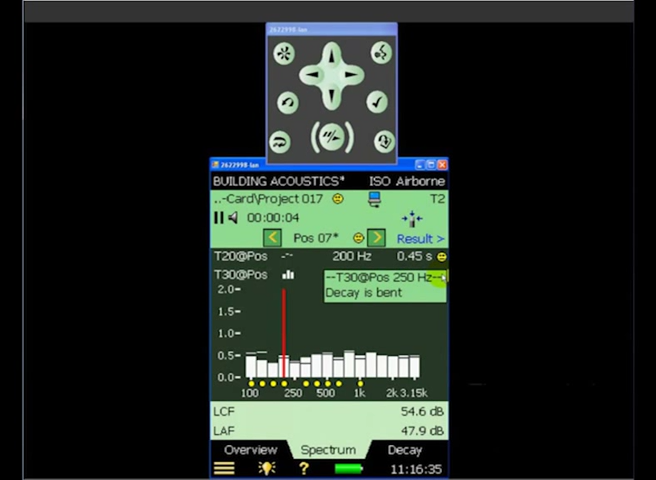 2622998-lan
2622998-lan
BUILDING ACOUSTICS* ISO Airborne
..-Card\Project 017 T2
00:00:04
< Pos 07* > Result >
T20@Pos 200 Hz 0.45 s
T30@Pos
--T30@Pos 250 Hz--
Decay is bent
2.0-
1.5-
1.0-
0.5-
0.0-
100 250 500 1k 2k 3.15k
LCF 54.6 dB
LAF 47.9 dB
Overview Spectrum Decay
? 11:16:35